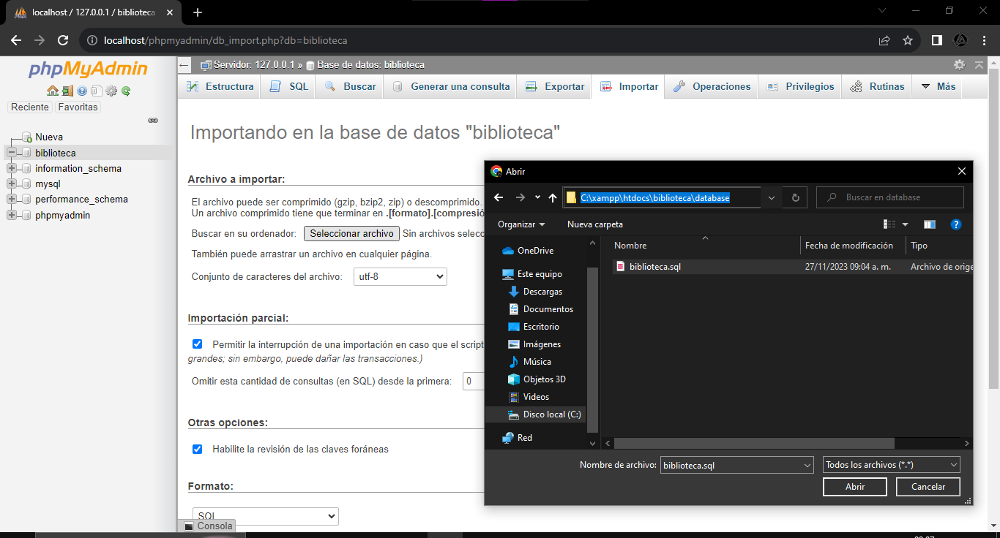 localhost / 127.0.0.1 / biblioteca
localhost/phpmyadmin/db_import.php?db=biblioteca
phpMyAdmin
Reciente
Favoritas
Nueva
biblioteca
information_schema
mysql
performance_schema
phpmyadmin
Servidor: 127.0.0.1 » Base de datos: biblioteca
Estructura SQL Buscar Generar una consulta Exportar Importar Operaciones Privilegios Rutinas Más
Importando en la base de datos "biblioteca"
Archivo a importar:
El archivo puede ser comprimido (gzip, bzip2, zip) o descomprimido.
Un archivo comprimido tiene que terminar en .[formato].[compresió
Buscar en su ordenador: Seleccionar archivo Sin archivos selecc
También puede arrastrar un archivo en cualquier página.
Conjunto de caracteres del archivo: utf-8
Importación parcial:
Permitir la interrupción de una importación en caso que el script
grandes; sin embargo, puede dañar las transacciones.)
Omitir esta cantidad de consultas (en SQL) desde la primera: 0
Otras opciones:
Habilite la revisión de las claves foráneas
Formato:
SQL
Consola
Abrir
C:\xampp\htdocs\biblioteca\database
Buscar en database
Organizar Nueva carpeta
OneDrive
Este equipo
Descargas
Documentos
Escritorio
Imágenes
Música
Objetos 3D
Videos
Disco local (C:)
Red
Nombre Fecha de modificación Tipo
biblioteca.sql 27/11/2023 09:04 a. m. Archivo de orige
Nombre de archivo: biblioteca.sql Todos los archivos (*.*)
Abrir Cancelar